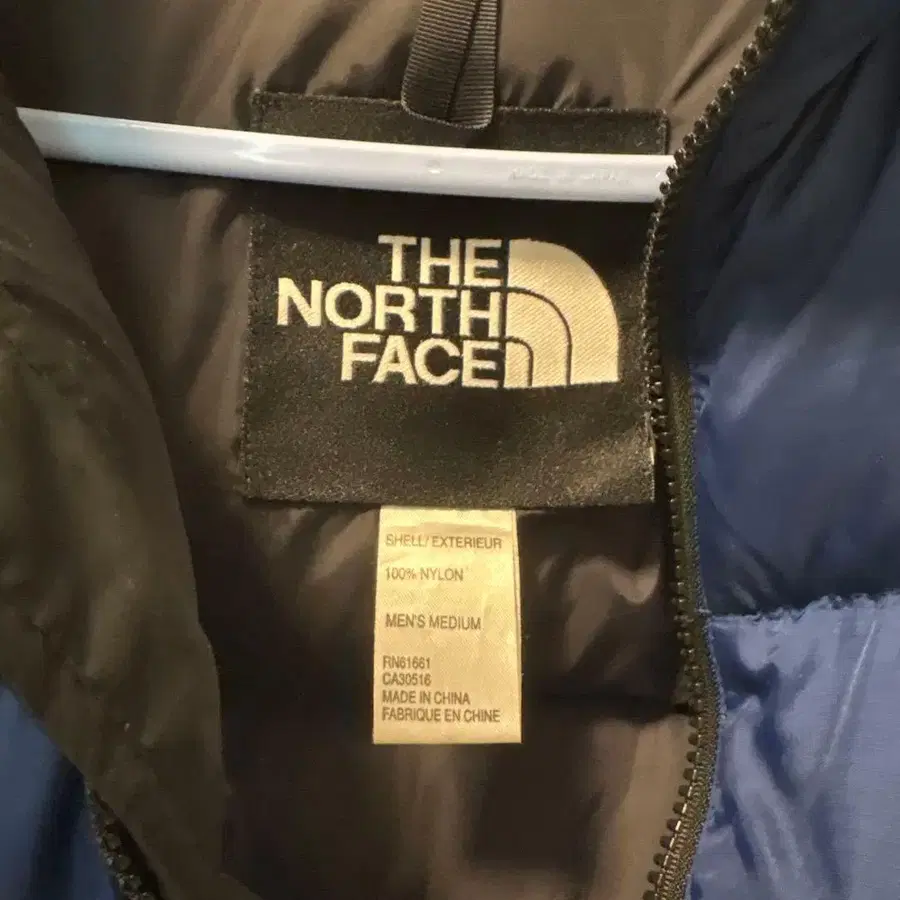 THE
NORTH
FACE
SHELL/EXTERIEUR
100% NYLON
MEN'S MEDIUM
RN61661
CA30516
MADE IN CHINA
FABRIQUE EN CHINE